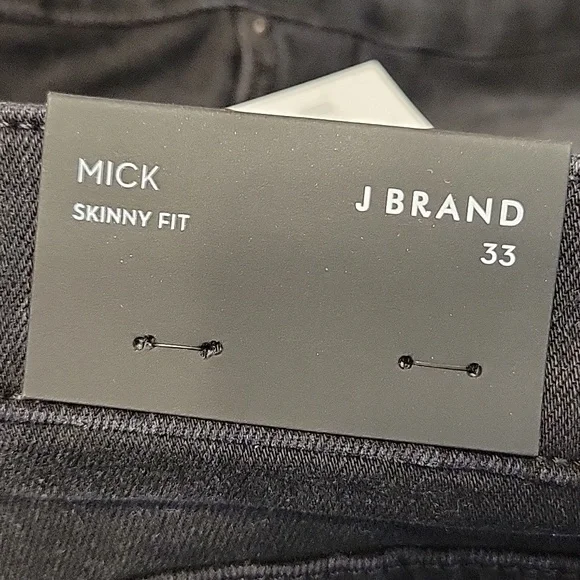 MICK
SKINNY FIT
J BRAND
33